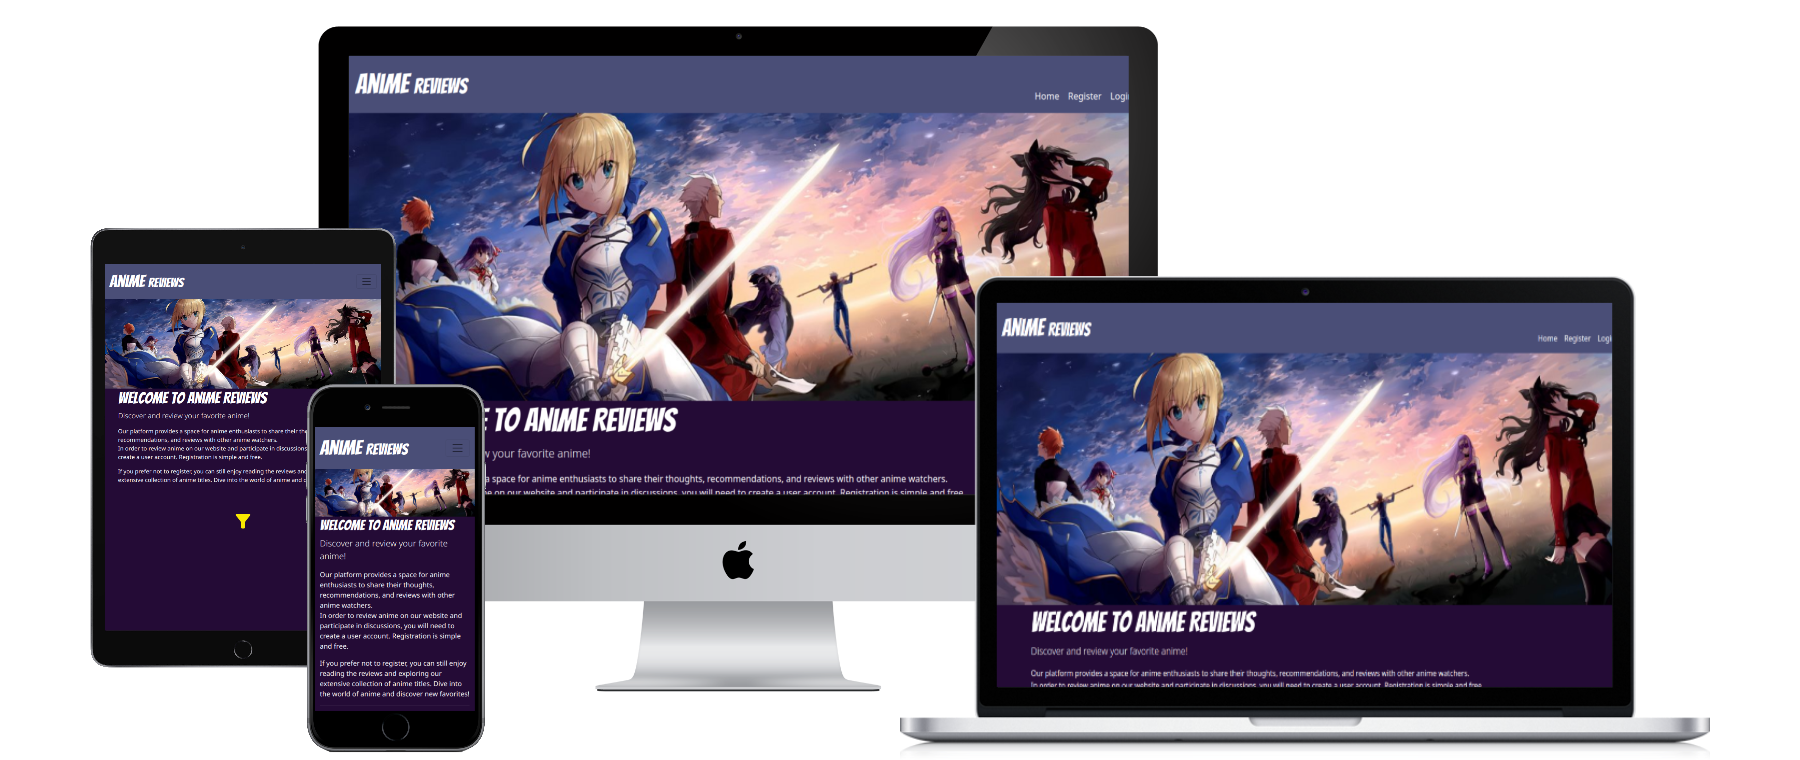 ANIME REVIEWS
Home Register Logi
E TO ANIME REVIEWS
your favorite anime!
a space for anime enthusiasts to share their thoughts, recommendations, and reviews with other anime watchers.
on our website and participate in discussions, you will need to create a user account. Registration is simple and free.
ANIME REVIEWS
WELCOME TO ANIME REVIEWS
Discover and review your favorite anime!
Our platform provides a space for anime enthusiasts to share their th
recommendations, and reviews with other anime watchers.
In order to review anime on our website and participate in discussions
create a user account. Registration is simple and free.
If you prefer not to register, you can still enjoy reading the reviews and
extensive collection of anime titles. Dive into the world of anime and
ANIME REVIEWS
WELCOME TO ANIME REVIEWS
Discover and review your favorite
anime!
Our platform provides a space for anime
enthusiasts to share their thoughts,
recommendations, and reviews with other
anime watchers.
In order to review anime on our website and
participate in discussions, you will need to
create a user account. Registration is simple
and free.
If you prefer not to register, you can still enjoy
reading the reviews and exploring our
extensive collection of anime titles. Dive into
the world of anime and discover new favorites!
ANIME REVIEWS
Home Register Logi
WELCOME TO ANIME REVIEWS
Discover and review your favorite anime!
Our platform provides a space for anime enthusiasts to share their thoughts, recommendations, and reviews with other anime watchers.
In order to review anime on our website and participate in discussions, you will need to create a user account. Registration is simple and free.